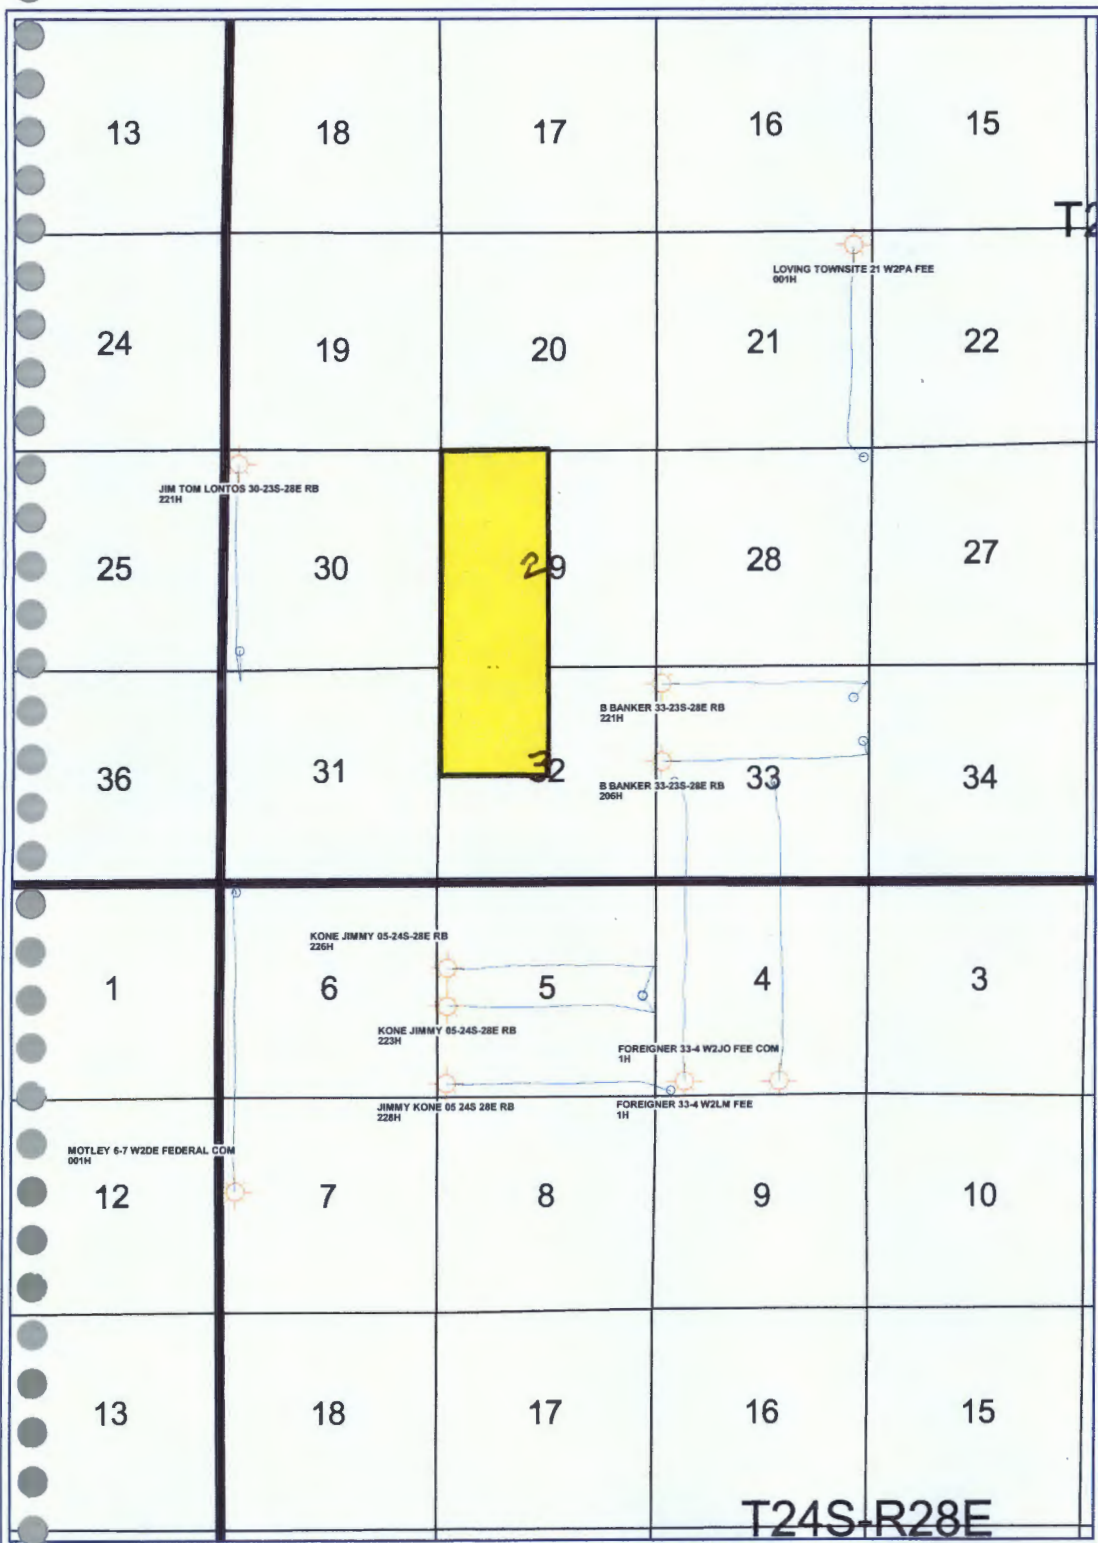 13 18 17 16 15
T2
LOVING TOWNSITE 21 W2PA FEE
001H
24 19 20 21 22
JIM TOM LONTOS 30-23S-28E RB
221H
25 30 29 28 27
B BANKER 33-23S-28E RB
221H
36 31 32 33 34
B BANKER 33-23S-28E RB
206H
KONE JIMMY 05-24S-28E RB
226H
1 6 5 4 3
KONE JIMMY 05-24S-28E RB
223H
FOREIGNER 33-4 W2JO FEE COM
1H
JIMMY KONE 05 24S 28E RB
228H
FOREIGNER 33-4 W2LM FEE
1H
MOTLEY 6-7 W2DE FEDERAL COM
001H
12 7 8 9 10
13 18 17 16 15
T24S-R28E